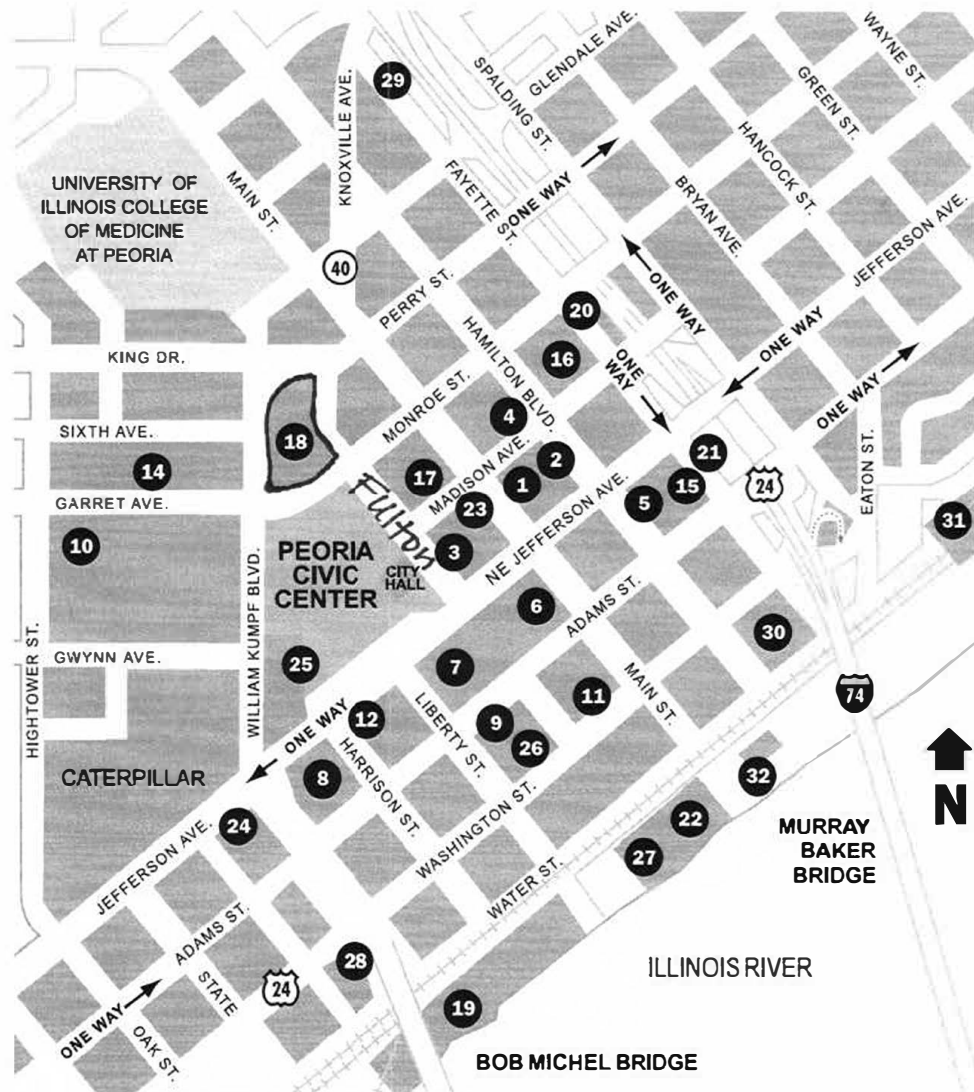 WAYNE ST.
GLENDALE AVE.
SPALDING ST.
GREEN ST.
29
KNOXVILLE AVE.
HANCOCK ST.
UNIVERSITY OF
ILLINOIS COLLEGE
OF MEDICINE
AT PEORIA
MAIN ST.
FAYETTE ST.
ONE WAY
BRYAN AVE.
JEFFERSON AVE.
40
PERRY ST.
ONE WAY
20
ONE WAY
HAMILTON BLVD.
16
ONE
WAY
KING DR.
MONROE ST.
ONE WAY
4
SIXTH AVE.
18
14
17
MADISON AVE.
2
1
21
15
24
5
EATON ST.
GARRET AVE.
Fulton
23
31
10
3
NE JEFFERSON AVE.
PEORIA
CIVIC
CENTER
CITY
HALL
WILLIAM KUMPF BLVD.
6
ADAMS ST.
30
HIGHTOWER ST.
GWYNN AVE.
25
7
MAIN ST.
11
74
ONE WAY
12
LIBERTY ST.
9
26
CATERPILLAR
8
HARRISON ST.
32
N
24
WASHINGTON ST.
22
MURRAY
BAKER
BRIDGE
27
JEFFERSON AVE.
WATER ST.
ADAMS ST.
28
ILLINOIS RIVER
STATE
24
19
ONE WAY
OAK ST.
BOB MICHEL BRIDGE